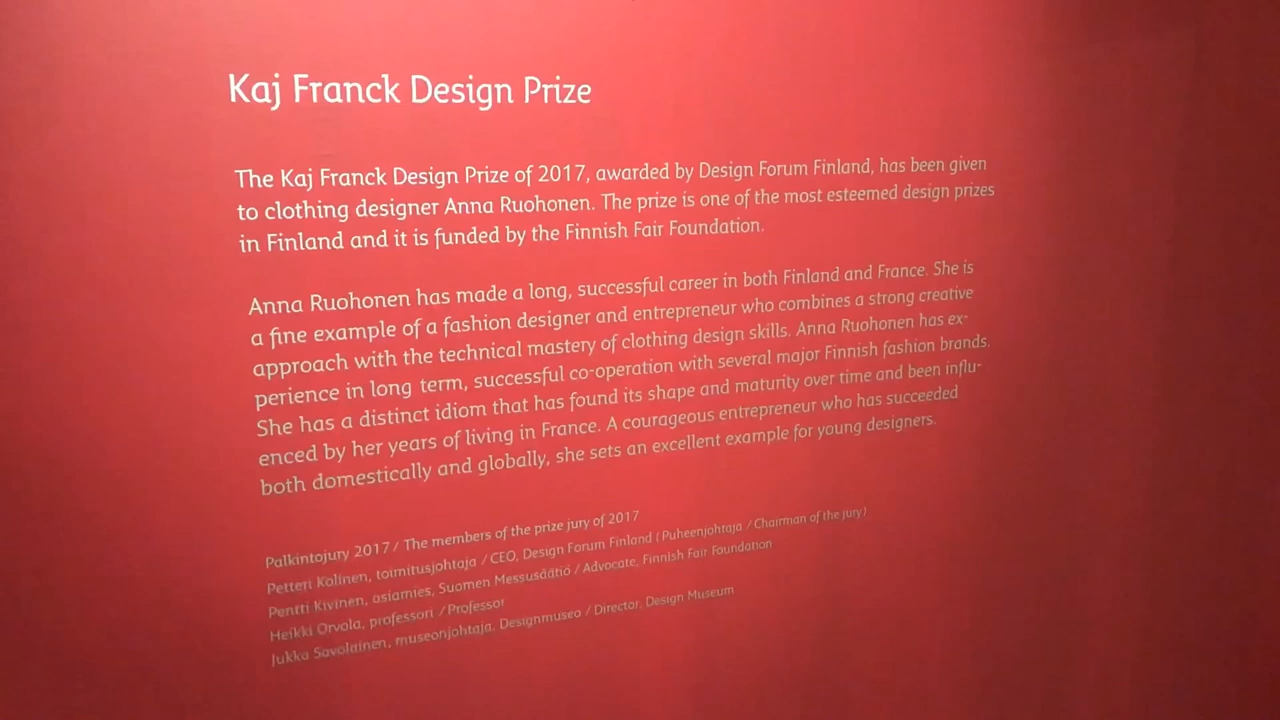 Kaj Franck Design Prize
The Kaj Franck Design Prize of 2017, awarded by Design Forum Finland, has been given
to clothing designer Anna Ruohonen. The prize is one of the most esteemed design prizes
in Finland and it is funded by the Finnish Fair Foundation.
Anna Ruohonen has made a long, successful career in both Finland and France. She is
a fine example of a fashion designer and entrepreneur who combines a strong creative
approach with the technical mastery of clothing design skills. Anna Ruohonen has ex-
perience in long term, successful co-operation with several major Finnish fashion brands.
She has a distinct idiom that has found its shape and maturity over time and been influ-
enced by her years of living in France. A courageous entrepreneur who has succeeded
both domestically and globally, she sets an excellent example for young designers.
Palkintojury 2017 / The members of the prize jury of 2017
Petteri Kolinen, toimitusjohtaja / CEO, Design Forum Finland (Puheenjohtaja / Chairman of the jury)
Pentti Kivinen, asiamies, Suomen Messusäätiö / Advocate, Finnish Fair Foundation
Heikki Orvola, professori / Professor
Jukka Savolainen, museonjohtaja, Designmuseo / Director, Design Museum